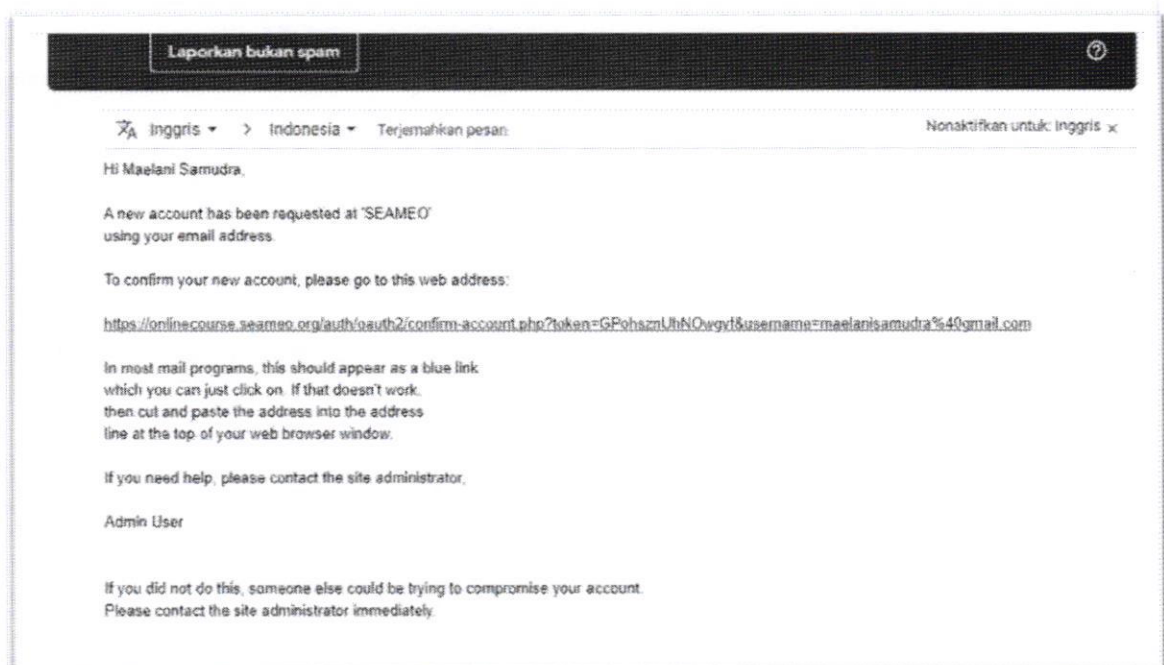 Laporkan bukan spam
Inggris > Indonesia Terjemahkan pesan Nonaktifkan untuk: Inggris x
Hi Maelani Samudra,
A new account has been requested at 'SEAMEO'
using your email address.
To confirm your new account, please go to this web address:
https://onlinecourse.seameo.org/auth/oauth2/confirm-account.php?token=GPohsznUhNOwgyf&username=maelanisamudra%40gmail.com
In most mail programs, this should appear as a blue link
which you can just click on. If that doesn't work,
then cut and paste the address into the address
line at the top of your web browser window.
If you need help, please contact the site administrator,
Admin User
If you did not do this, someone else could be trying to compromise your account.
Please contact the site administrator immediately.